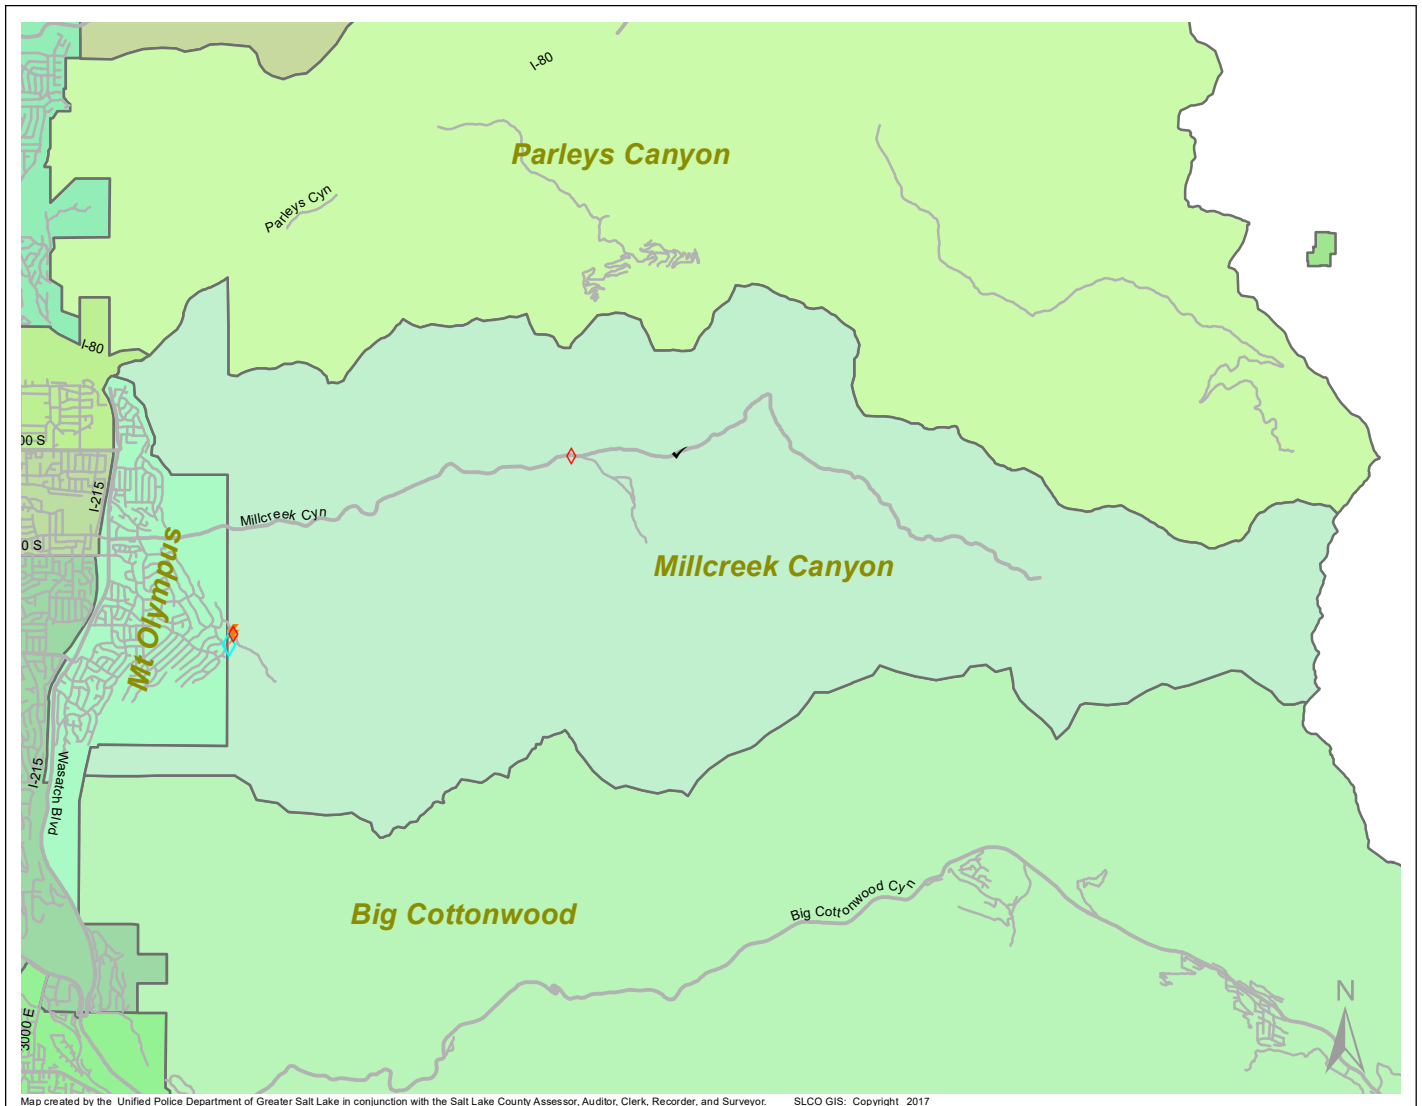 I-80
Parleys Canyon
Parleys Cyn
I-80
00 S
I-215
Millcreek Cyn
0 S
Millcreek Canyon
Mt Olympus
I-215
Wasatch Blvd
Big Cottonwood Cyn
Big Cottonwood
N
3000 E
Map created by the Unified Police Department of Greater Salt Lake in conjunction with the Salt Lake County Assessor, Auditor, Clerk, Recorder, and Surveyor. SLCO GIS: Copyright 2017